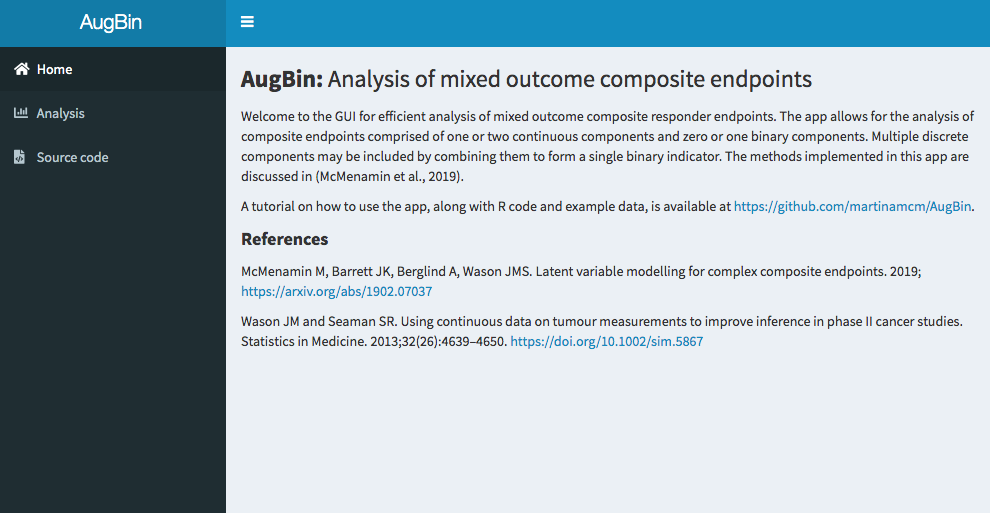 AugBin
Home
Analysis
Source code
AugBin: Analysis of mixed outcome composite endpoints
Welcome to the GUI for efficient analysis of mixed outcome composite responder endpoints. The app allows for the analysis of
composite endpoints comprised of one or two continuous components and zero or one binary components. Multiple discrete
components may be included by combining them to form a single binary indicator. The methods implemented in this app are
discussed in (McMenamin et al., 2019).
A tutorial on how to use the app, along with R code and example data, is available at https://github.com/martinamcm/AugBin.
References
McMenamin M, Barrett JK, Berglind A, Wason JMS. Latent variable modelling for complex composite endpoints. 2019;
https://arxiv.org/abs/1902.07037
Wason JM and Seaman SR. Using continuous data on tumour measurements to improve inference in phase II cancer studies.
Statistics in Medicine. 2013;32(26):4639–4650. https://doi.org/10.1002/sim.5867